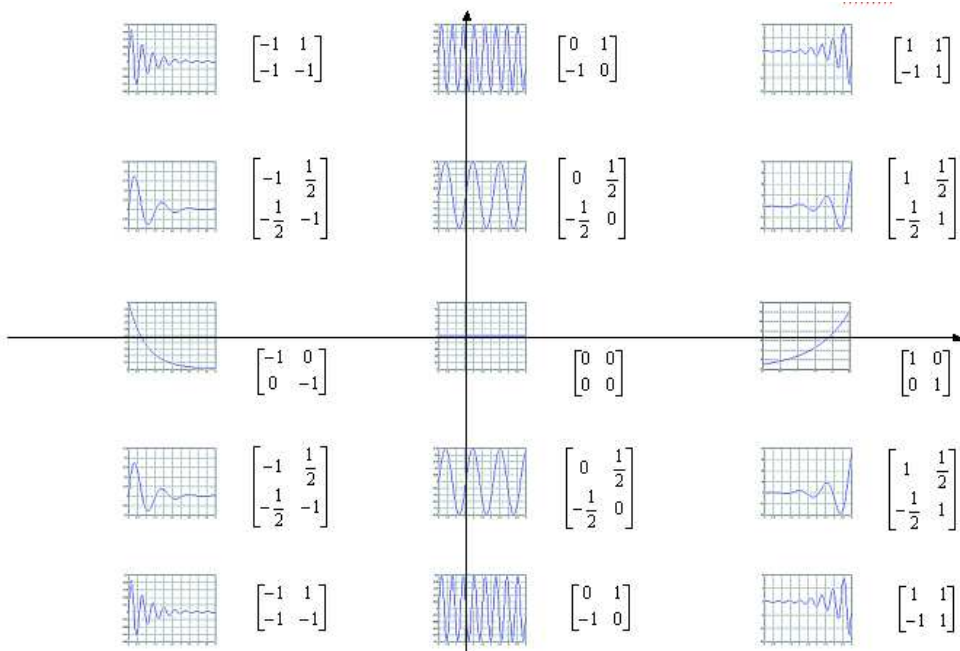 [-1 1] [0 1] [1 1]
[-1 -1] [-1 0] [-1 1]
[-1 1/2] [0 1/2] [1 1/2]
[-1/2 -1] [-1/2 0] [-1/2 1]
[-1 0] [0 0] [1 0]
[0 -1] [0 0] [0 1]
[-1 1/2] [0 1/2] [1 1/2]
[-1/2 -1] [-1/2 0] [-1/2 1]
[-1 1] [0 1] [1 1]
[-1 -1] [-1 0] [-1 1]